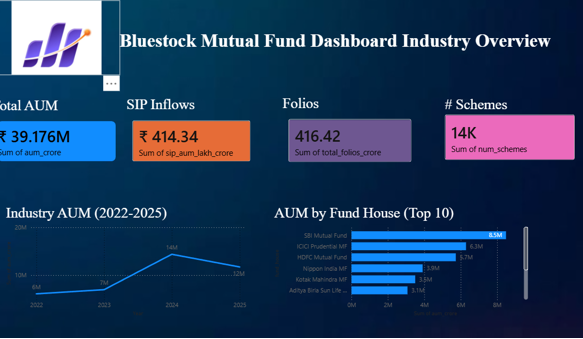 Bluestock Mutual Fund Dashboard Industry Overview
...
Total AUM
SIP Inflows
Folios
# Schemes
₹ 39.176M
Sum of aum_crore
₹ 414.34
Sum of sip_aum_lakh_crore
416.42
Sum of total_folios_crore
14K
Sum of num_schemes
Industry AUM (2022-2025)
20M
10M
6M
7M
14M
12M
2022
2023
2024
2025
AUM by Fund House (Top 10)
SBI Mutual Fund
8.5M
ICICI Prudential MF
6.3M
HDFC Mutual Fund
5.7M
Nippon India MF
3.9M
Kotak Mahindra MF
3.5M
Aditya Birla Sun Life ...
3.1M
0M
2M
4M
6M
8M